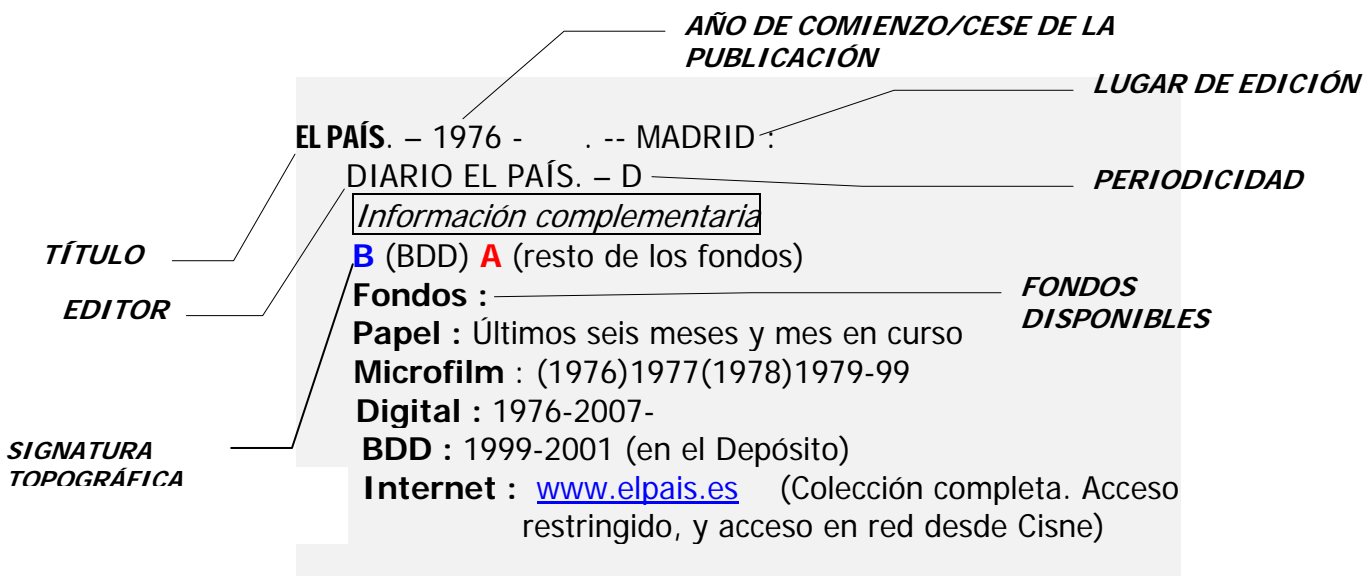 AÑO DE COMIENZO/CESE DE LA
PUBLICACIÓN
LUGAR DE EDICIÓN
EL PAÍS. – 1976 - . -- MADRID :
DIARIO EL PAÍS. – D
PERIODICIDAD
Información complementaria
TÍTULO
B (BDD) A (resto de los fondos)
EDITOR
Fondos :
FONDOS
DISPONIBLES
Papel : Últimos seis meses y mes en curso
Microfilm : (1976)1977(1978)1979-99
Digital : 1976-2007-
SIGNATURA
TOPOGRÁFICA
BDD : 1999-2001 (en el Depósito)
Internet : www.elpais.es (Colección completa. Acceso
restringido, y acceso en red desde Cisne)